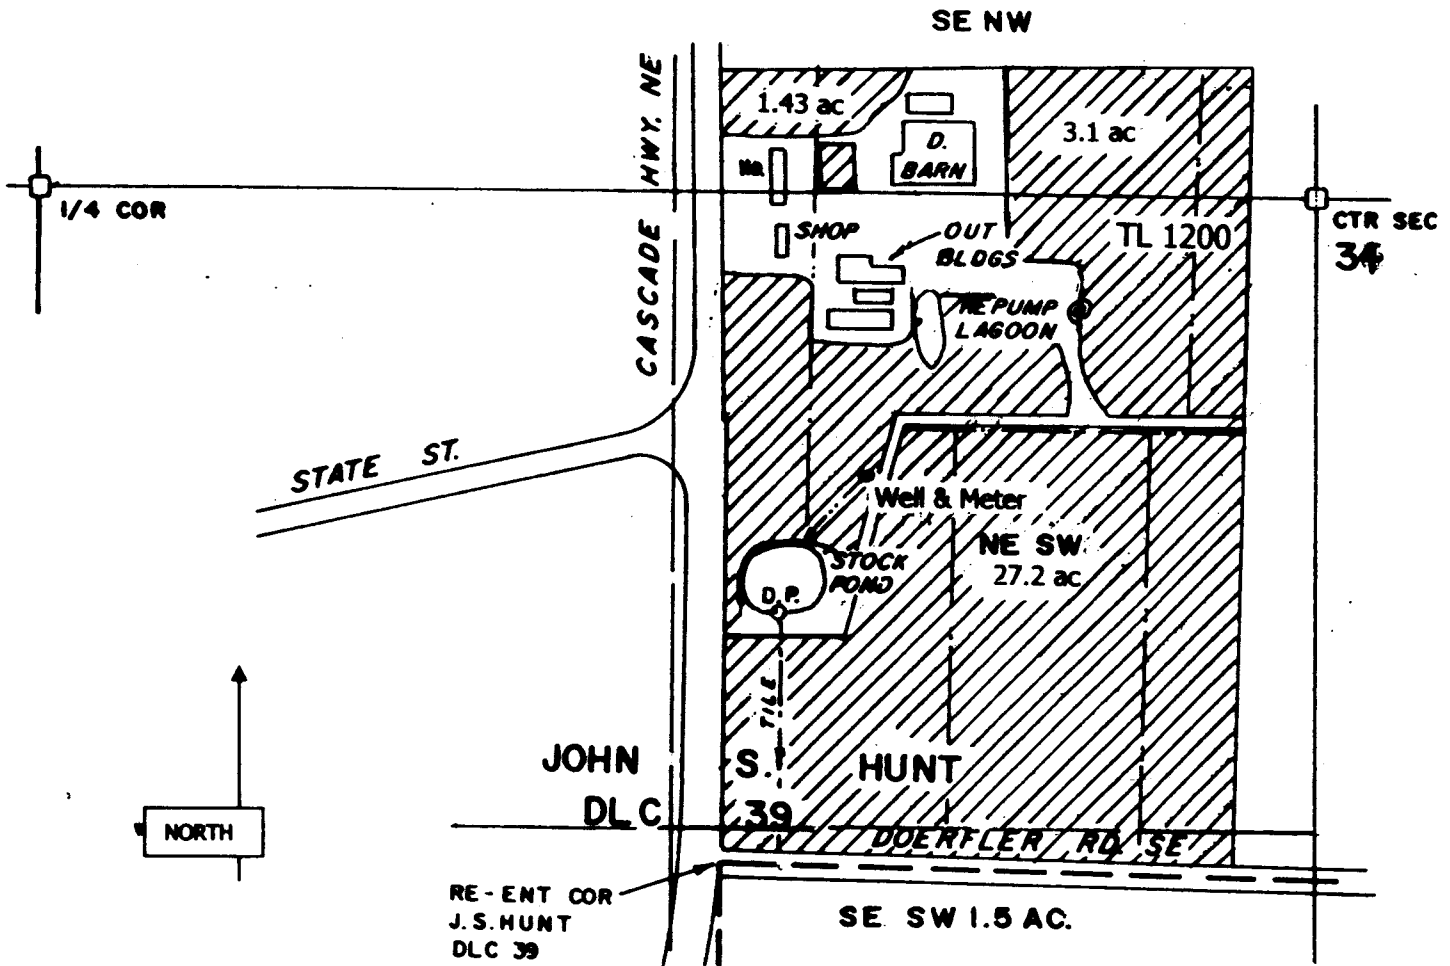 SE NW
CASCADE HWY. NE
1.43 ac
3.1 ac
D.
BARN
1/4 COR
SHOP
OUT
BLDGS
TL 1200
CTR SEC
34
REPUMP
LAGOON
STATE ST.
Well & Meter
NE SW
27.2 ac
STOCK
POND
D.P.
TILE
JOHN S. HUNT
DLC 39
NORTH
DOERFLER RD. SE
RE-ENT COR
J.S. HUNT
DLC 39
SE SW 1.5 AC.